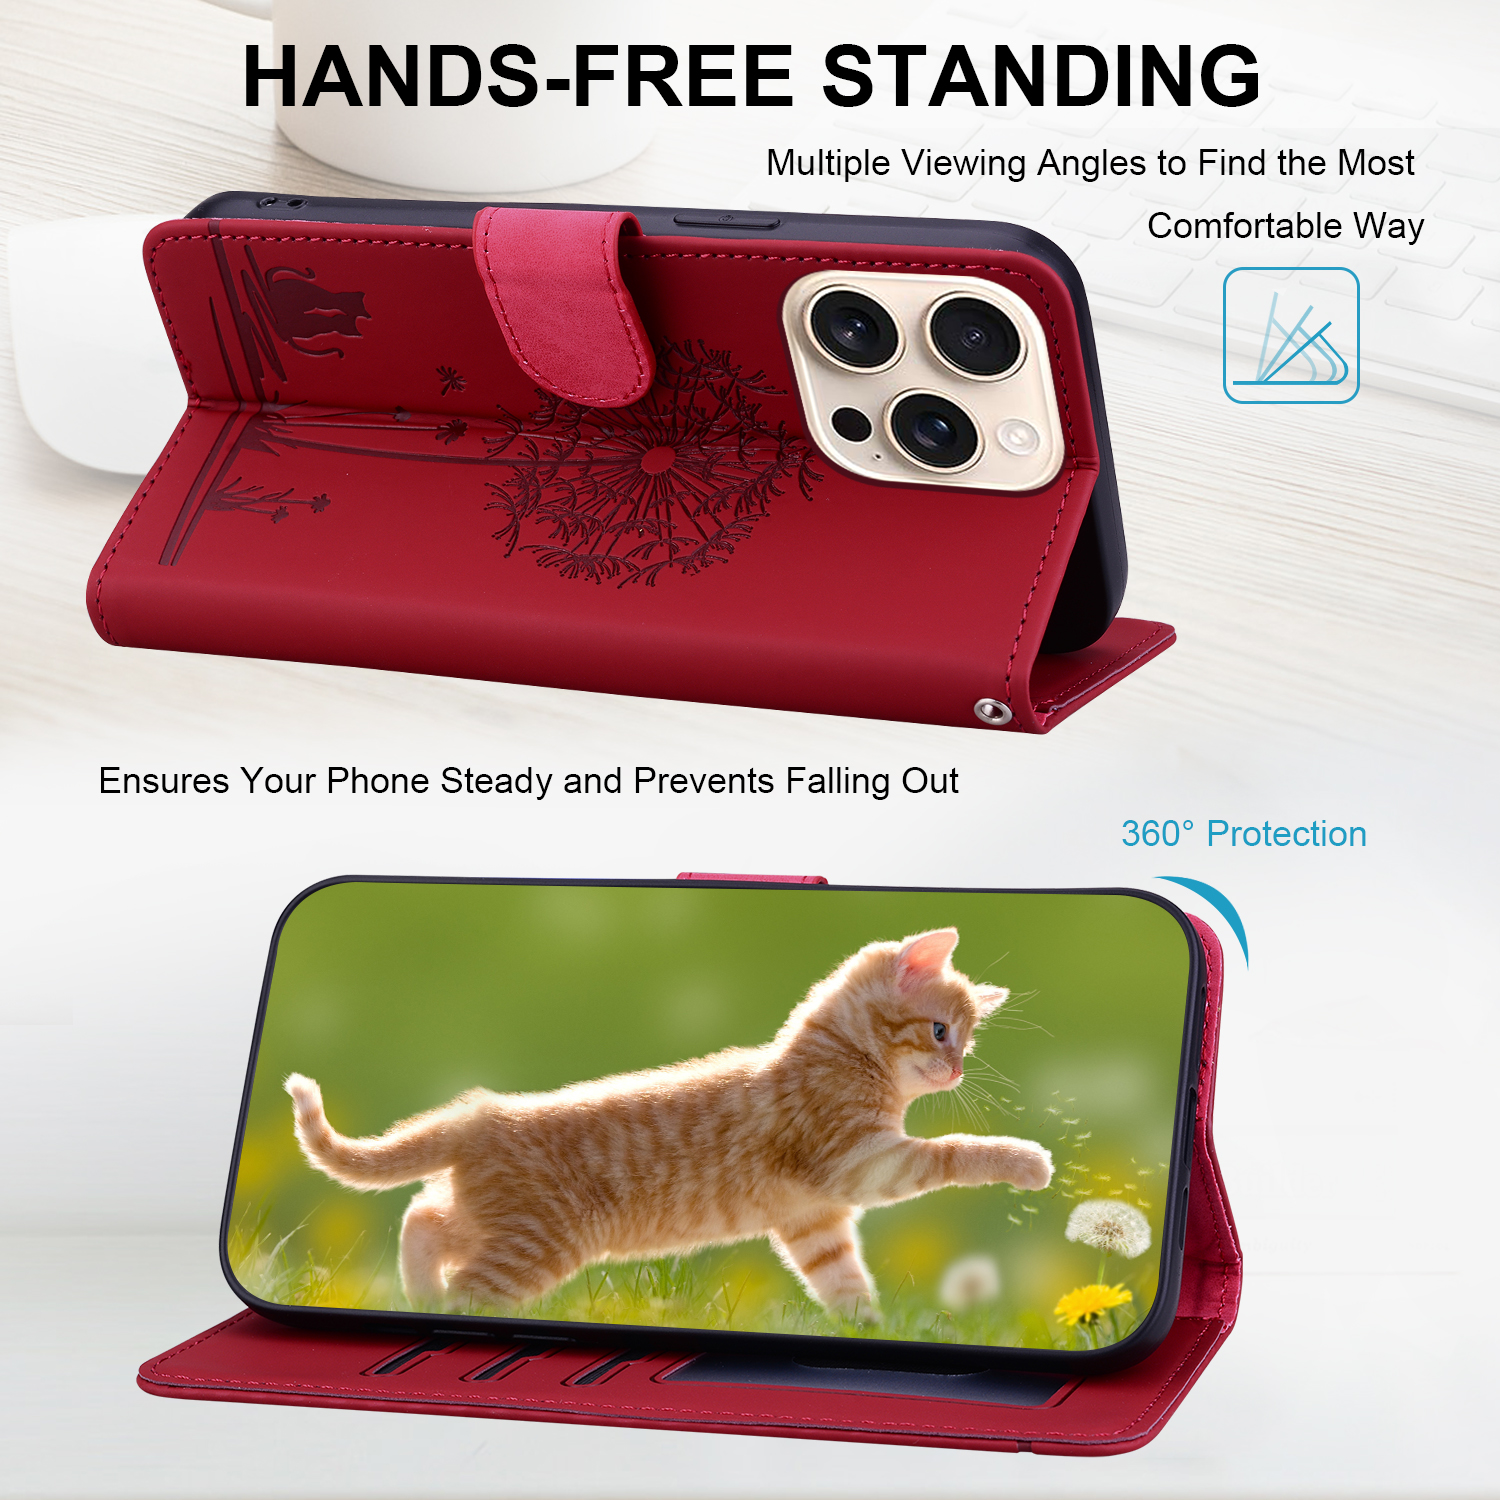 HANDS-FREE STANDING
Multiple Viewing Angles to Find the Most
Comfortable Way
Ensures Your Phone Steady and Prevents Falling Out
360° Protection